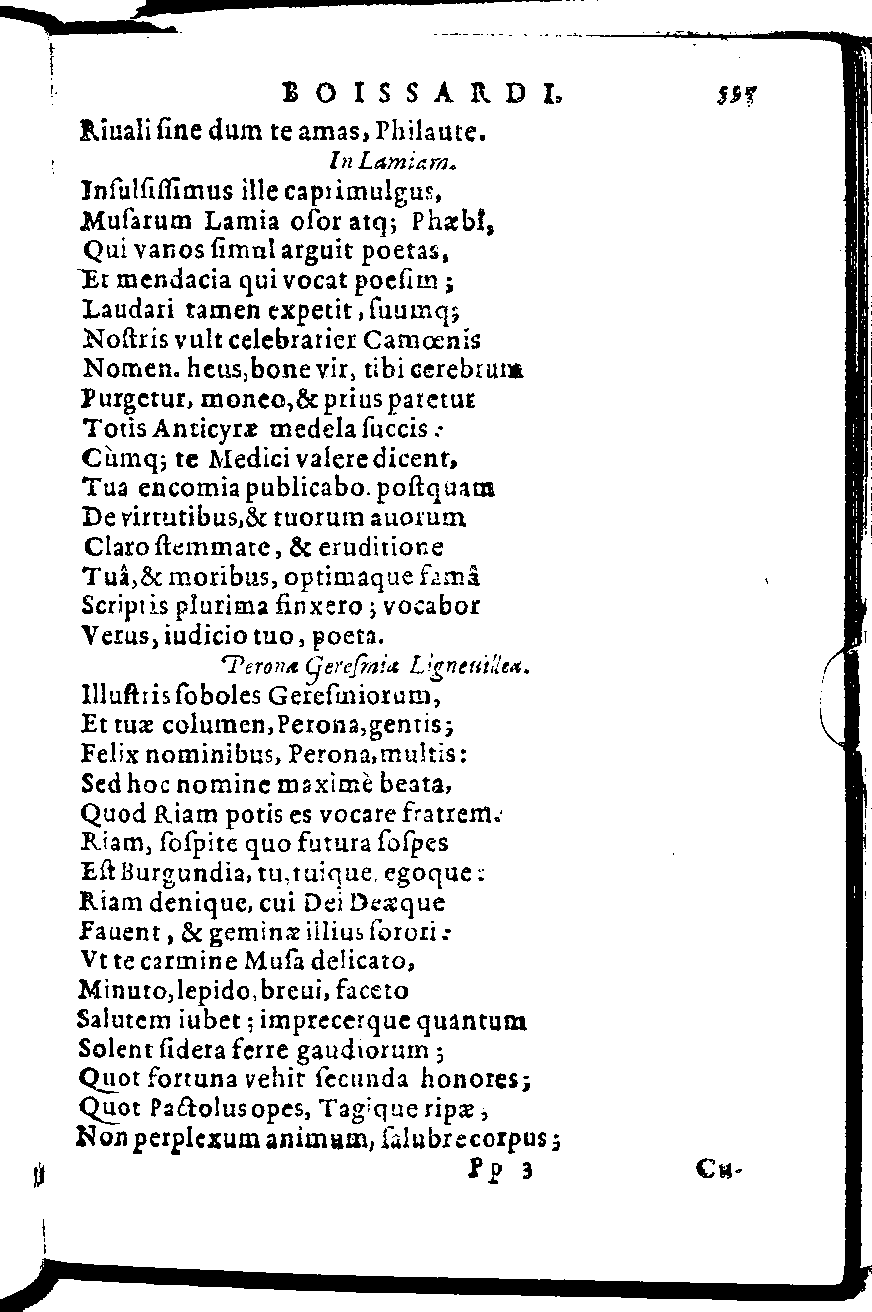 BOISSARDI. 597
Riuali ſine dum te amas, Philaute.
In Lamiam.
Inſulſiſſimus ille caprimulgus,
Muſarum Lamia oſor atq; Phæbi,
Qui vanos ſimul arguit poetas,
Et mendacia qui vocat poeſim;
Laudari tamen expetit, ſuumq;
Noſtris vult celebrarier Camœnis
Nomen. heus, bone vir, tibi cerebrum
Purgetur, moneo, & prius paretur
Totis Anticyræ medela ſuccis:
Cùmq; te Medici valere dicent,
Tua encomia publicabo. poſtquam
De virtutibus, & tuorum auorum
Claro ſtemmate, & eruditione
Tuâ, & moribus, optimaque famâ
Scriptis plurima finxero; vocabor
Verus, iudicio tuo, poeta.
Peronæ Gereſmiæ Ligneuilleæ.
Illuſtris ſoboles Gereſmiorum,
Et tuæ columen, Perona, gentis;
Felix nominibus, Perona, multis:
Sed hoc nomine maximè beata,
Quod Riam potis es vocare fratrem:
Riam, ſoſpite quo futura ſoſpes
Eſt Burgundia, tu, tuique, egoque:
Riam denique, cui Dei Deæque
Fauent, & geminæ illius ſorori:
Vt te carmine Muſa delicato,
Minuto, lepido, breui, faceto
Salutem iubet; imprecerque quantum
Solent ſidera ferre gaudiorum;
Quot fortuna vehit ſecunda honores;
Quot Pactolus opes, Tagique ripæ,
Non perplexum animum, ſalubre corpus;
Pp 3 Cu-